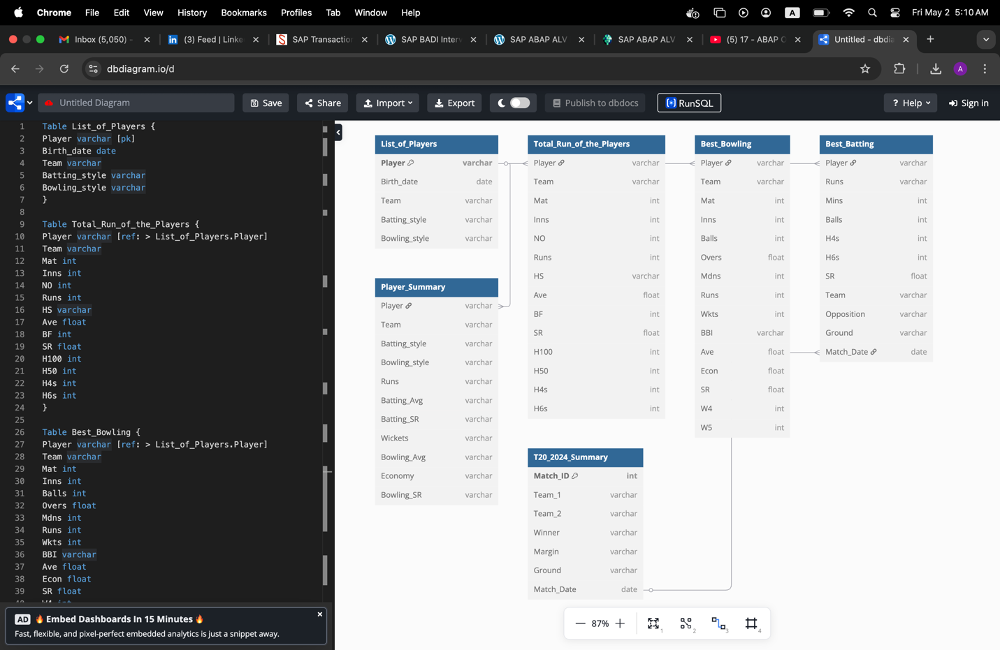 Chrome File Edit View History Bookmarks Profiles Tab Window Help
A
Fri May 2 5:10 AM
Inbox (5,050) -
(3) Feed | Linke
SAP Transaction
SAP BADI Interv
SAP ABAP ALV
SAP ABAP ALV
(5) 17 - ABAP O
Untitled - dbdia
dbdiagram.io/d
A
Untitled Diagram
Save
Share
Import
Export
Publish to dbdocs
RunSQL
? Help
Sign in
1 Table List_of_Players {
2 Player varchar [pk]
3 Birth_date date
4 Team varchar
5 Batting_style varchar
6 Bowling_style varchar
7 }
8
9 Table Total_Run_of_the_Players {
10 Player varchar [ref: > List_of_Players.Player]
11 Team varchar
12 Mat int
13 Inns int
14 NO int
15 Runs int
16 HS varchar
17 Ave float
18 BF int
19 SR float
20 H100 int
21 H50 int
22 H4s int
23 H6s int
24 }
25
26 Table Best_Bowling {
27 Player varchar [ref: > List_of_Players.Player]
28 Team varchar
29 Mat int
30 Inns int
31 Balls int
32 Overs float
33 Mdns int
34 Runs int
35 Wkts int
36 BBI varchar
37 Ave float
38 Econ float
39 SR float
AD 🔥 Embed Dashboards In 15 Minutes 🔥
Fast, flexible, and pixel-perfect embedded analytics is just a snippet away.
List_of_Players
Player varchar
Birth_date date
Team varchar
Batting_style varchar
Bowling_style varchar
Player_Summary
Player varchar
Team varchar
Batting_style varchar
Bowling_style varchar
Runs varchar
Batting_Avg varchar
Batting_SR varchar
Wickets varchar
Bowling_Avg varchar
Economy varchar
Bowling_SR varchar
Total_Run_of_the_Players
Player varchar
Team varchar
Mat int
Inns int
NO int
Runs int
HS varchar
Ave float
BF int
SR float
H100 int
H50 int
H4s int
H6s int
T20_2024_Summary
Match_ID int
Team_1 varchar
Team_2 varchar
Winner varchar
Margin varchar
Ground varchar
Match_Date date
Best_Bowling
Player varchar
Team varchar
Mat int
Inns int
Balls int
Overs float
Mdns int
Runs int
Wkts int
BBI varchar
Ave float
Econ float
SR float
W4 int
W5 int
Best_Batting
Player varchar
Runs varchar
Mins int
Balls int
H4s int
H6s int
SR float
Team varchar
Opposition varchar
Ground varchar
Match_Date date
87%
1
2
3
4